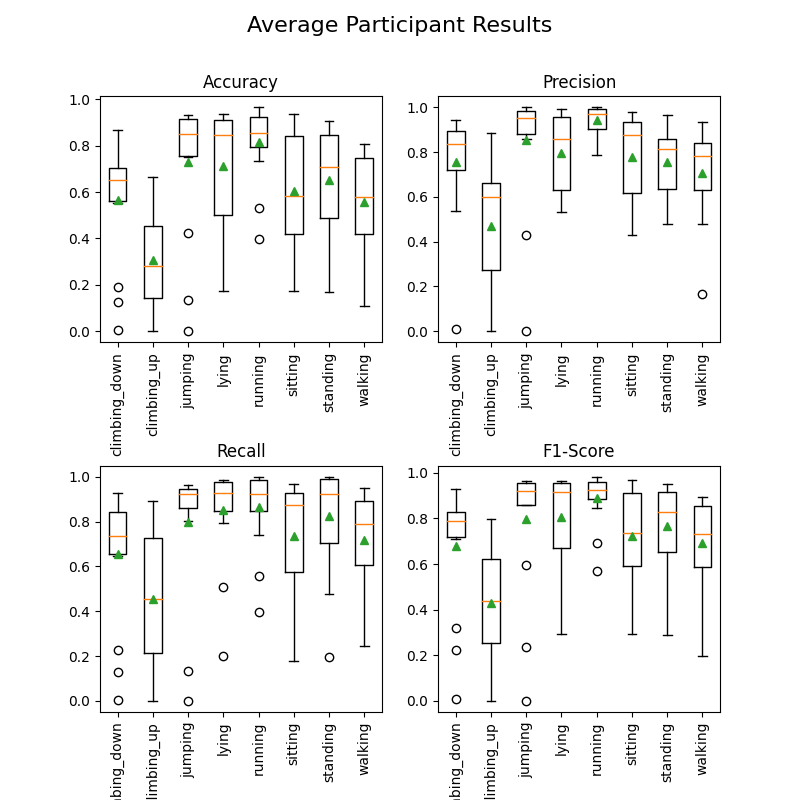 Average Participant Results
Accuracy
Precision
1.0
0.8
0.6
0.4
0.2
0.0
1.0
0.8
0.6
0.4
0.2
0.0
climbing_down
climbing_up
jumping
lying
running
sitting
standing
walking
climbing_down
climbing_up
jumping
lying
running
sitting
standing
walking
Recall
F1-Score
1.0
0.8
0.6
0.4
0.2
0.0
1.0
0.8
0.6
0.4
0.2
0.0
nbing_down
limbing_up
jumping
lying
running
sitting
standing
walking
nbing_down
limbing_up
jumping
lying
running
sitting
standing
walking